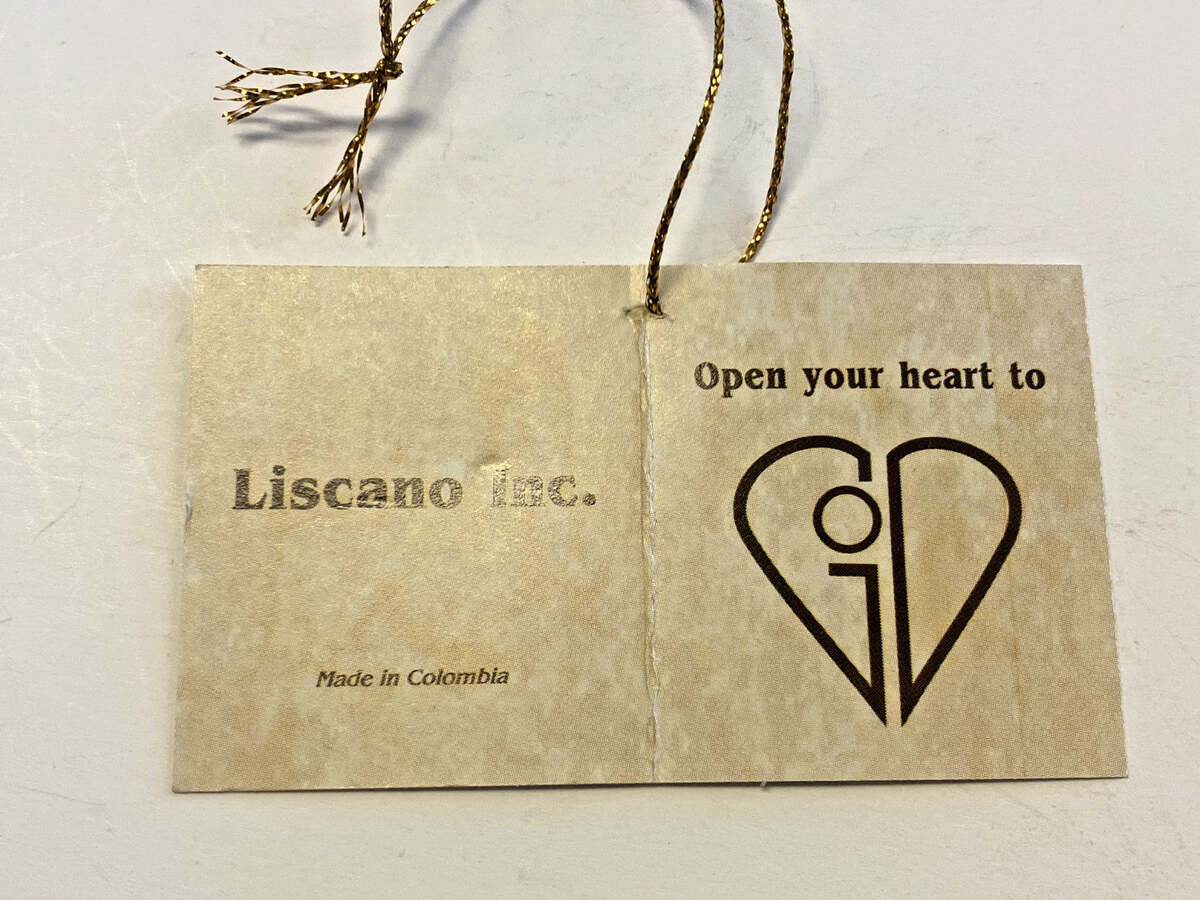 Liscano Inc.
Made in Colombia
Open your heart to
GOD